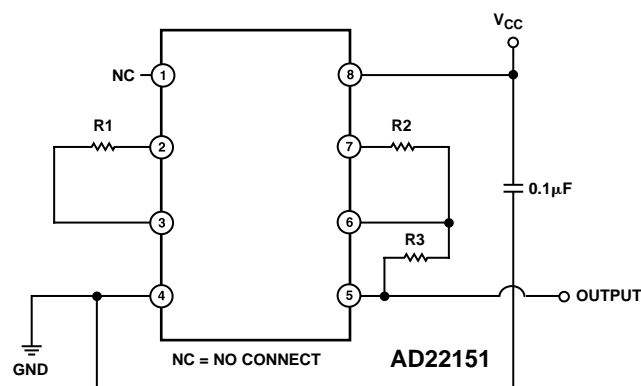 V_CC
NC 1
8
R1
R2
2
7
0.1μF
3
6
R3
4
5
OUTPUT
GND
NC = NO CONNECT
AD22151